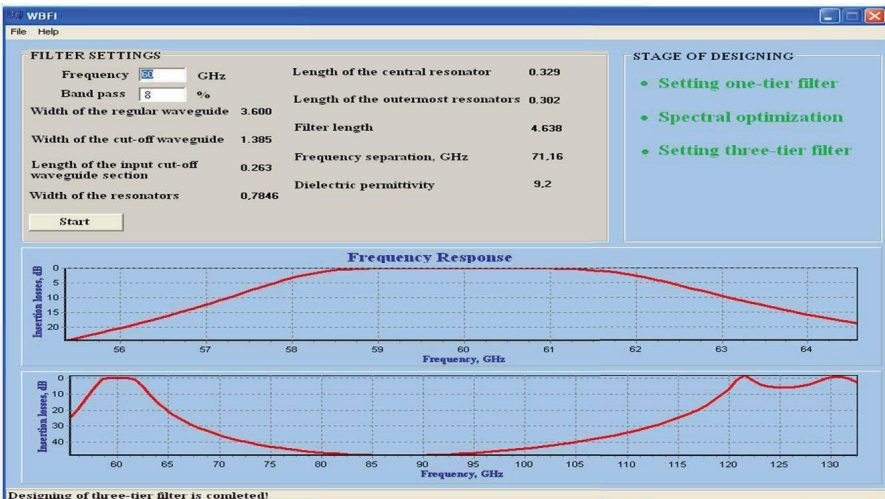 WBFI
File Help
FILTER SETTINGS
Frequency 60 GHz
Band pass 8 %
Width of the regular waveguide 3.600
Width of the cut-off waveguide 1.385
Length of the input cut-off
waveguide section 0.263
Width of the resonators 0,7846
Start
Length of the central resonator 0.329
Length of the outermost resonators 0.302
Filter length 4.638
Frequency separation, GHz 71,16
Dielectric permittivity 9,2
STAGE OF DESIGNING
• Setting one-tier filter
• Spectral optimization
• Setting three-tier filter
Frequency Response
Insertion losses, dB
0
5
10
15
20
56 57 58 59 60 61 62 63 64
Frequency, GHz
Insertion losses, dB
0
10
20
30
40
60 65 70 75 80 85 90 95 100 105 110 115 120 125 130
Frequency, GHz
Designing of three-tier filter is comleted!